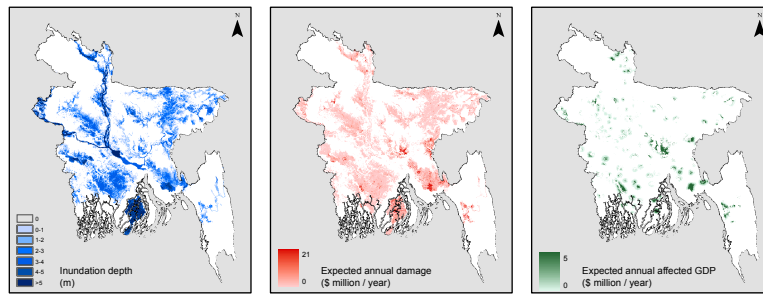 N
0
0-1
1-2
2-3
3-4
4-5
>5
Inundation depth
(m)
N
21
0
Expected annual damage
($ million / year)
N
5
0
Expected annual affected GDP
($ million / year)